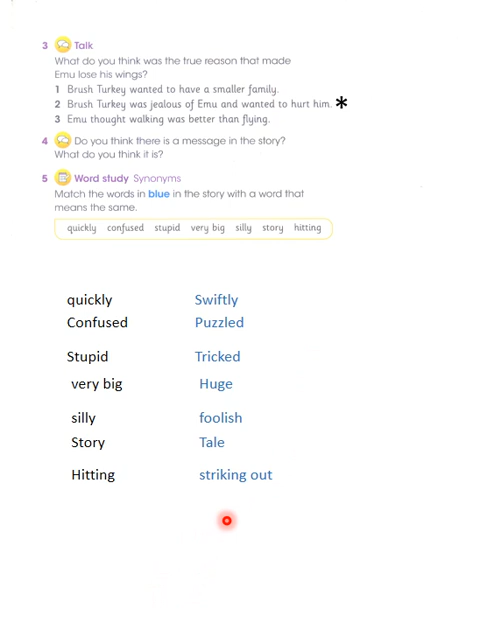 3 Talk
What do you think was the true reason that made
Emu lose his wings?
1 Brush Turkey wanted to have a smaller family.
2 Brush Turkey was jealous of Emu and wanted to hurt him. *
3 Emu thought walking was better than flying.
4 Do you think there is a message in the story?
What do you think it is?
5 Word study Synonyms
Match the words in blue in the story with a word that
means the same.
quickly confused stupid very big silly story hitting
quickly Swiftly
Confused Puzzled
Stupid Tricked
very big Huge
silly foolish
Story Tale
Hitting striking out